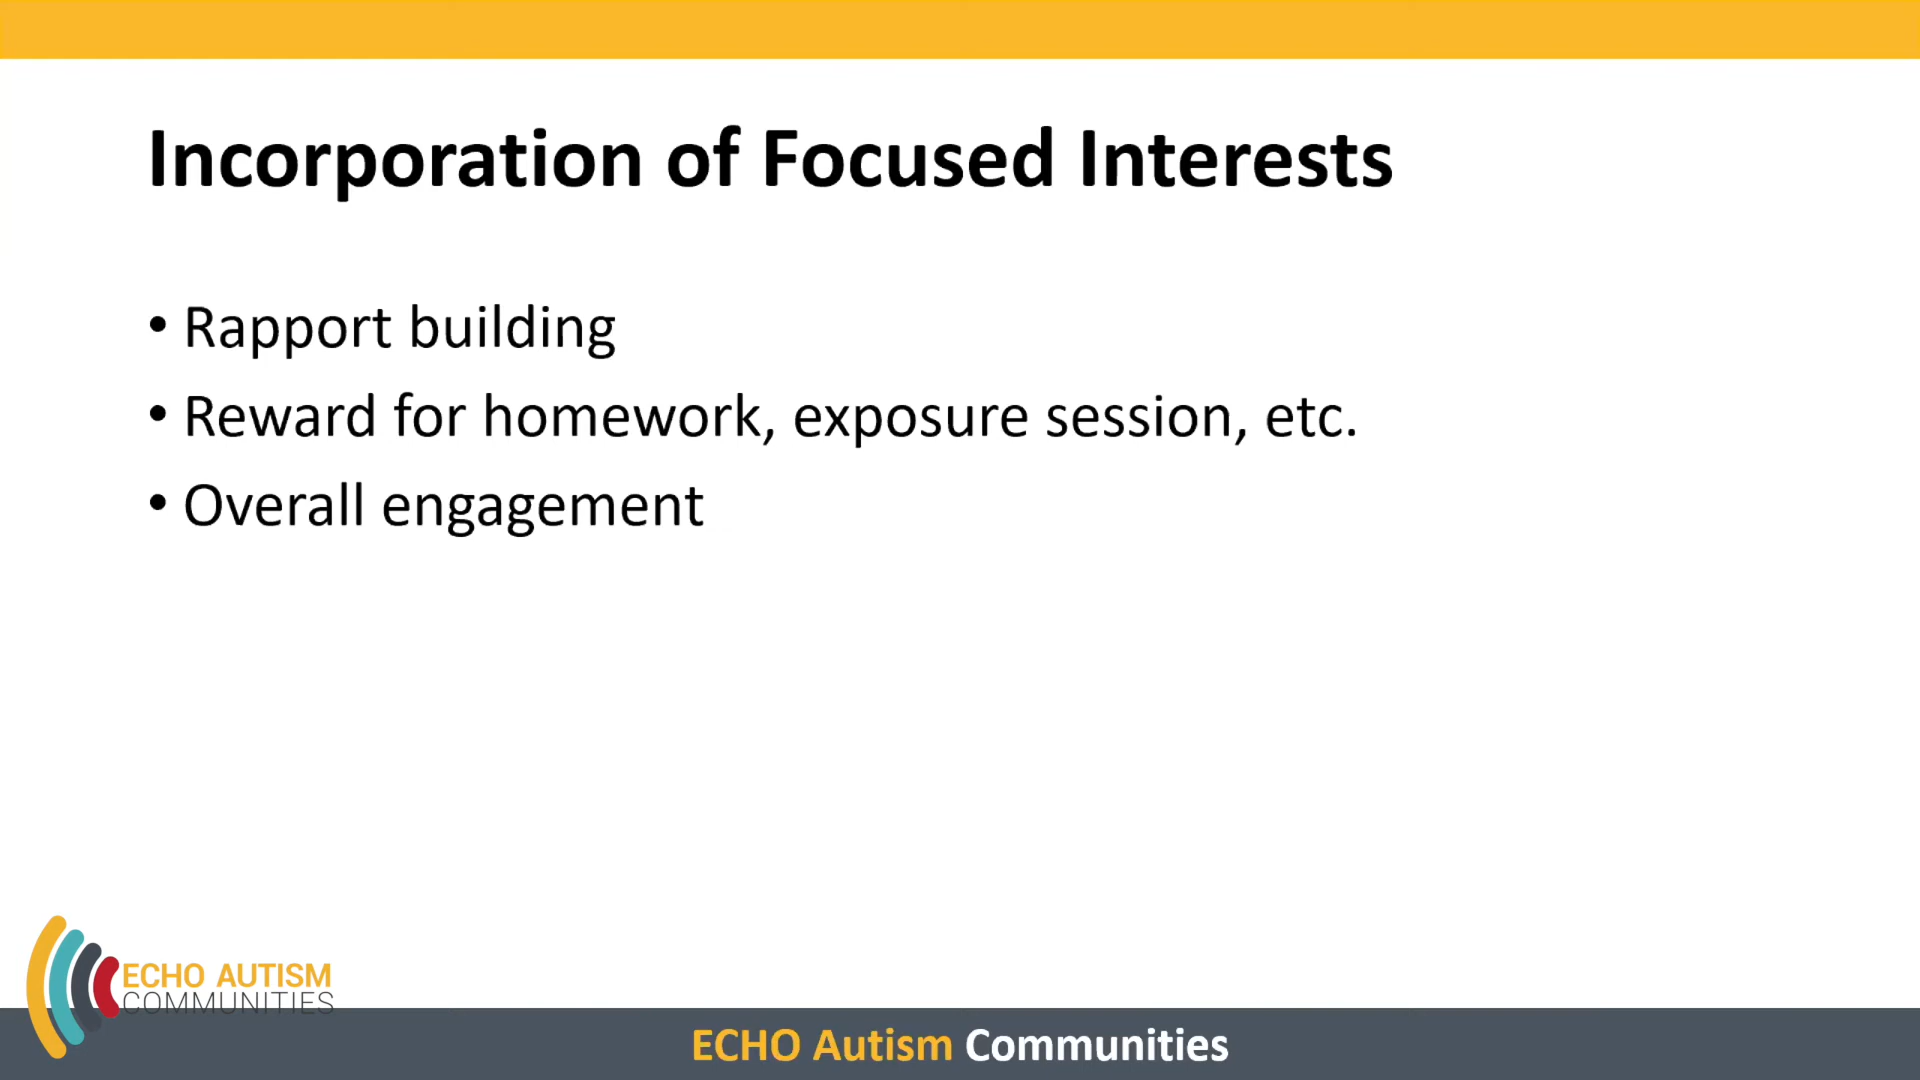 Incorporation of Focused Interests
• Rapport building
• Reward for homework, exposure session, etc.
• Overall engagement
ECHO AUTISM
COMMUNITIES
ECHO Autism Communities